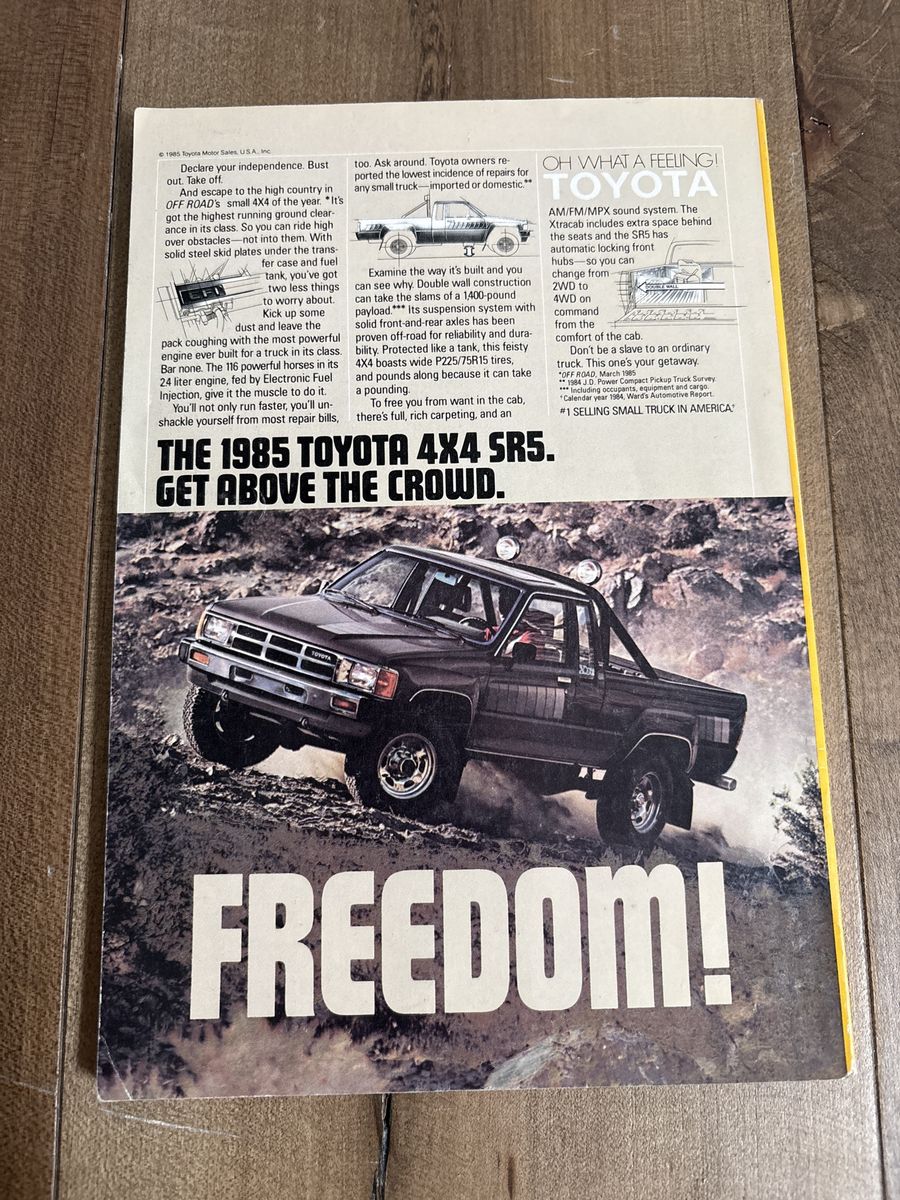 © 1985 Toyota Motor Sales, U.S.A., Inc.
Declare your independence. Bust
out. Take off.
And escape to the high country in
OFF ROAD's small 4X4 of the year. *It's
got the highest running ground clear-
ance in its class. So you can ride high
over obstacles—not into them. With
solid steel skid plates under the trans-
fer case and fuel
tank, you've got
two less things
to worry about.
Kick up some
dust and leave the
pack coughing with the most powerful
engine ever built for a truck in its class.
Bar none. The 116 powerful horses in its
2.4 liter engine, fed by Electronic Fuel
Injection, give it the muscle to do it.
You'll not only run faster, you'll un-
shackle yourself from most repair bills,
EFI
too. Ask around. Toyota owners re-
ported the lowest incidence of repairs for
any small truck—imported or domestic.**
Examine the way it's built and you
can see why. Double wall construction
can take the slams of a 1,400-pound
payload.*** Its suspension system with
solid front-and-rear axles has been
proven off-road for reliability and dura-
bility. Protected like a tank, this feisty
4X4 boasts wide P225/75R15 tires,
and pounds along because it can take
a pounding.
To free you from want in the cab,
there's full, rich carpeting, and an
OH WHAT A FEELING!
TOYOTA
AM/FM/MPX sound system. The
Xtracab includes extra space behind
the seats and the SR5 has
automatic locking front
hubs—so you can
change from
2WD to
4WD on
command
from the
comfort of the cab.
DOUBLE WALL
Don't be a slave to an ordinary
truck. This one's your getaway.
*OFF ROAD, March 1985
** 1984 J.D. Power Compact Pickup Truck Survey.
*** Including occupants, equipment and cargo.
† Calendar year 1984, Ward's Automotive Report.
#1 SELLING SMALL TRUCK IN AMERICA.†
THE 1985 TOYOTA 4X4 SR5.
GET ABOVE THE CROWD.
TOYOTA
FREEDOM!